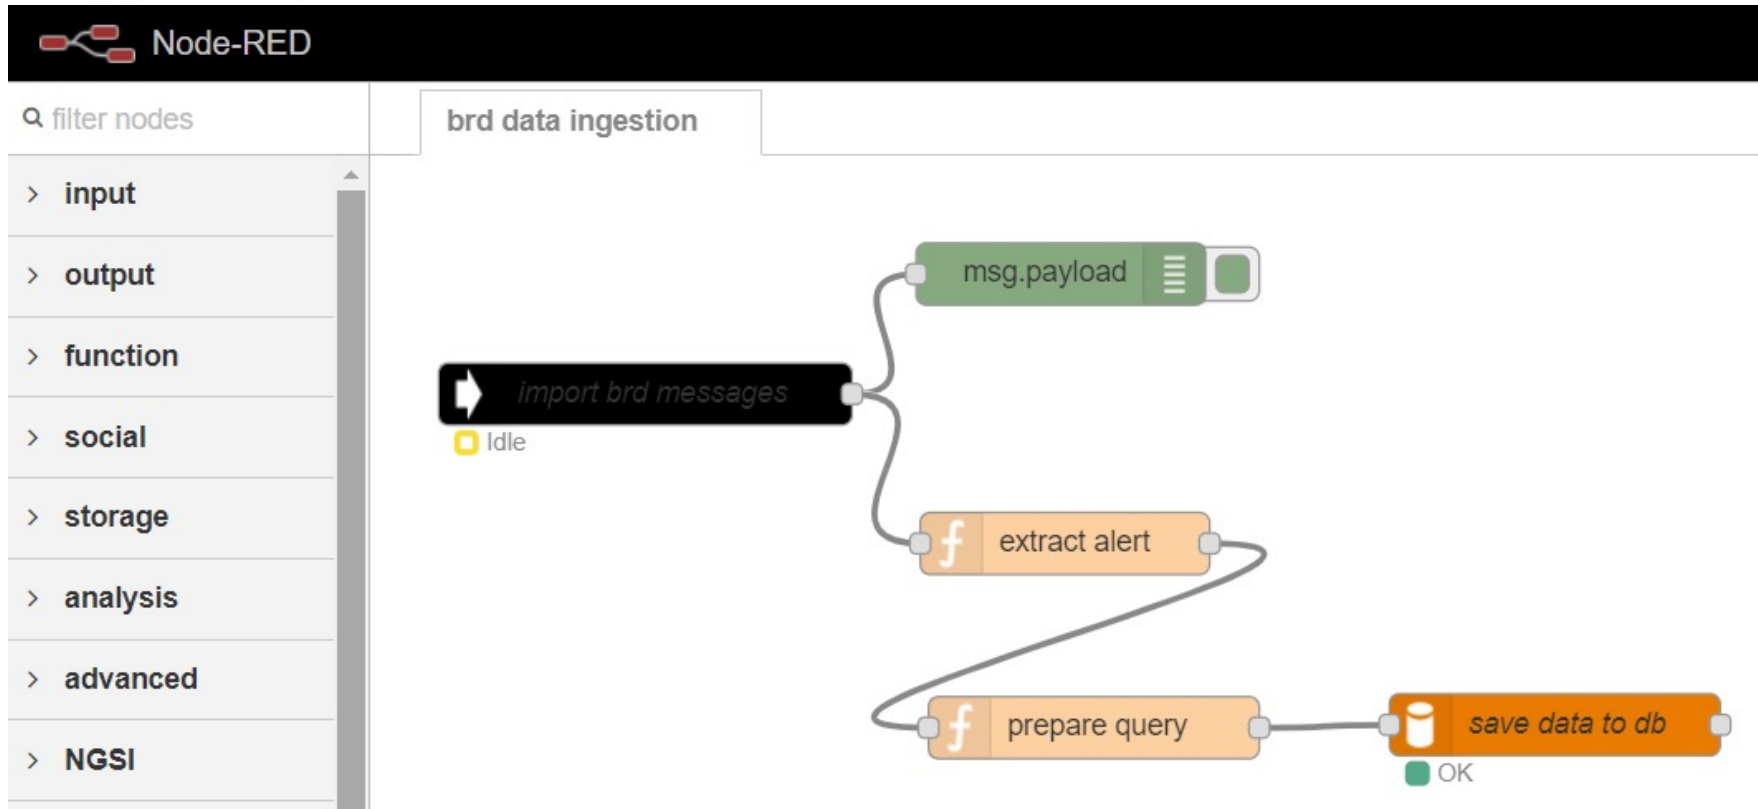 Node-RED
filter nodes
brd data ingestion
input
output
function
social
storage
analysis
advanced
NGSI
msg.payload
import brd messages
Idle
extract alert
prepare query
save data to db
OK